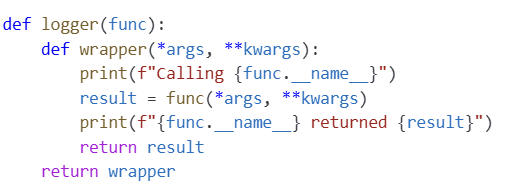 def logger(func):
    def wrapper(*args, **kwargs):
        print(f"Calling {func.__name__}")
        result = func(*args, **kwargs)
        print(f"{func.__name__} returned {result}")
        return result
    return wrapper